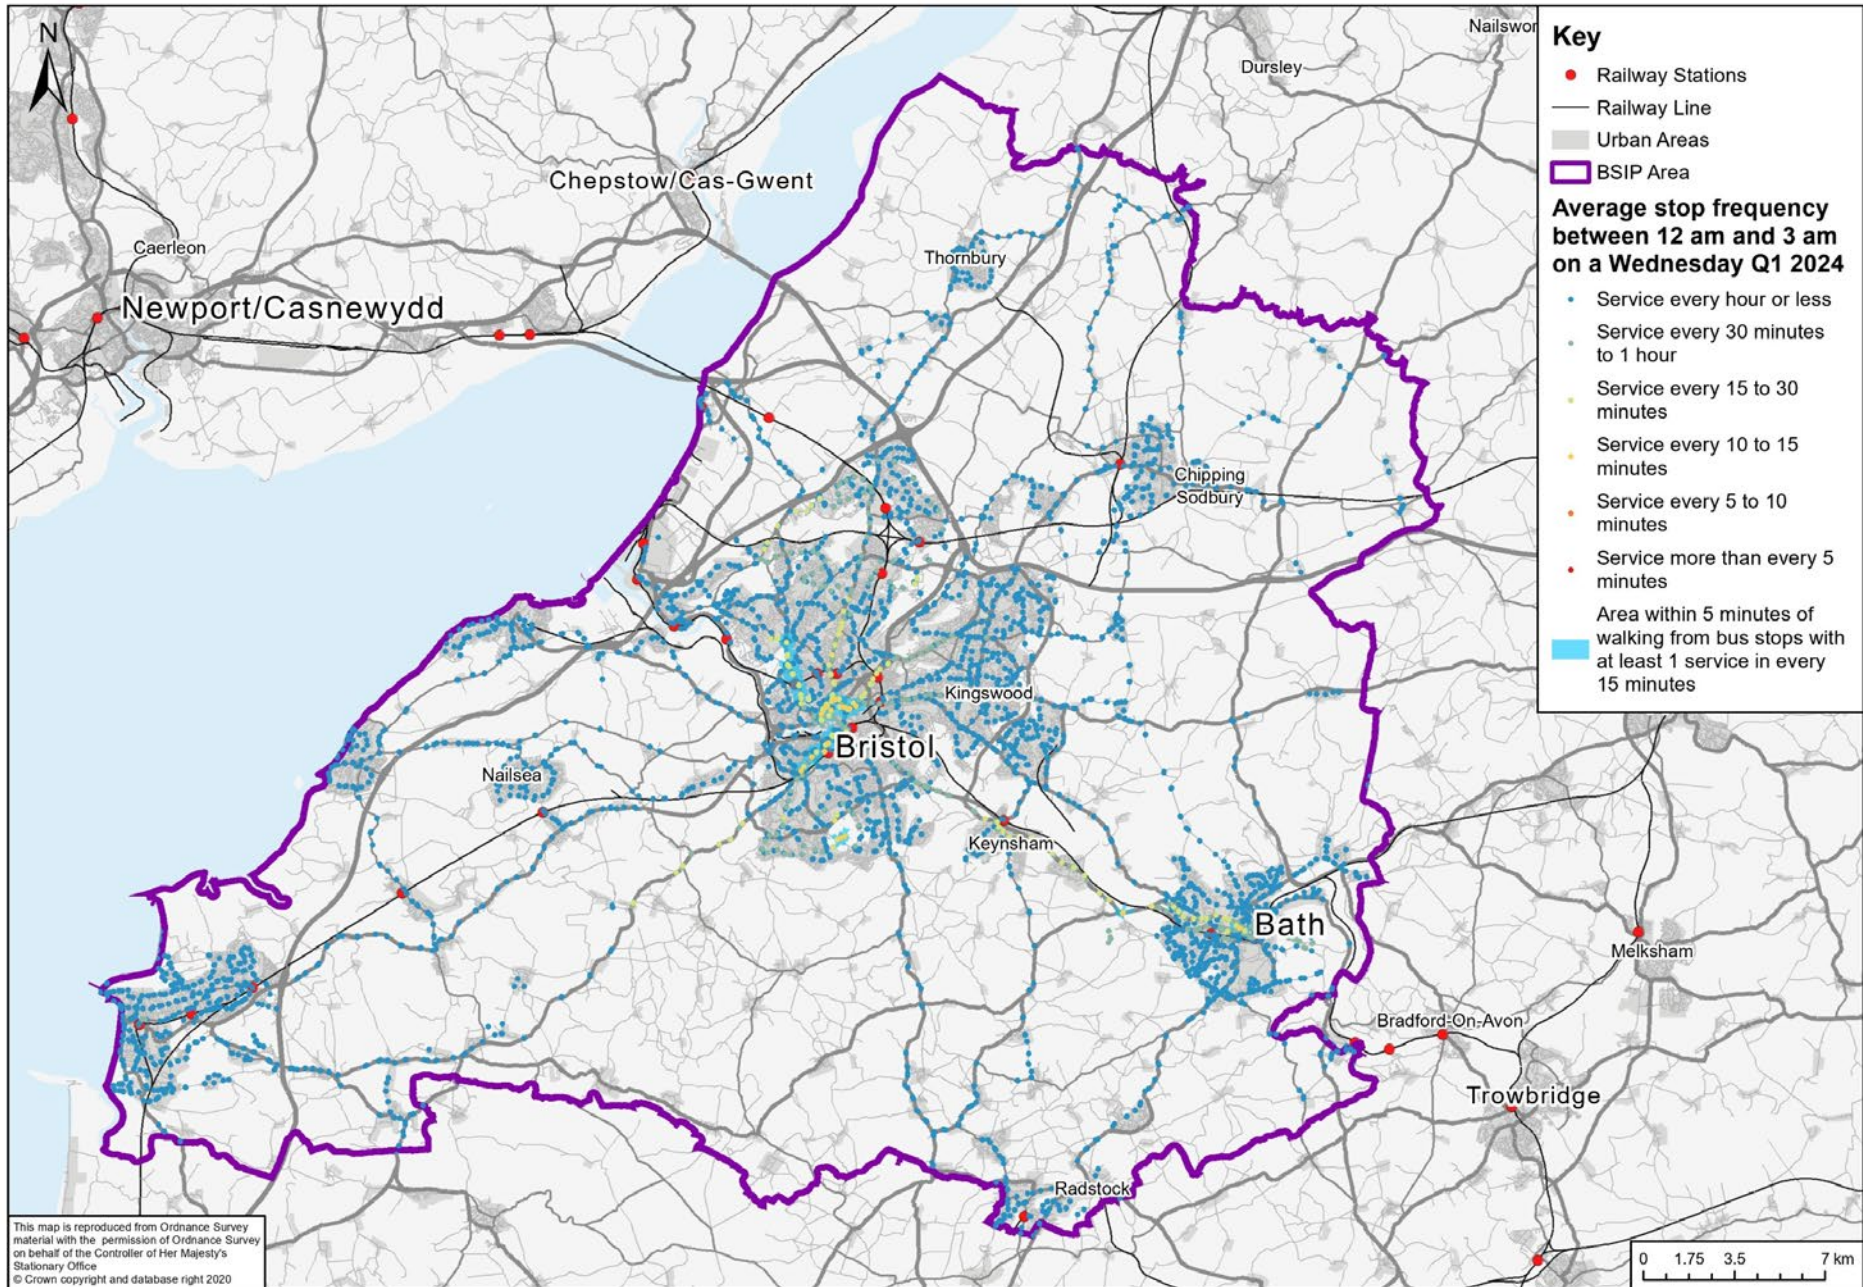 N
Nailswor
Dursley
Chepstow/Cas-Gwent
Caerleon
Thornbury
Newport/Casnewydd
Chipping
Sodbury
Kingswood
Bristol
Nailsea
Keynsham
Bath
Melksham
Bradford-On-Avon
Trowbridge
Radstock
Key
Railway Stations
Railway Line
Urban Areas
BSIP Area
Average stop frequency
between 12 am and 3 am
on a Wednesday Q1 2024
Service every hour or less
Service every 30 minutes
to 1 hour
Service every 15 to 30
minutes
Service every 10 to 15
minutes
Service every 5 to 10
minutes
Service more than every 5
minutes
Area within 5 minutes of
walking from bus stops with
at least 1 service in every
15 minutes
This map is reproduced from Ordnance Survey
material with the permission of Ordnance Survey
on behalf of the Controller of Her Majesty's
Stationary Office
© Crown copyright and database right 2020
0 1.75 3.5 7 km